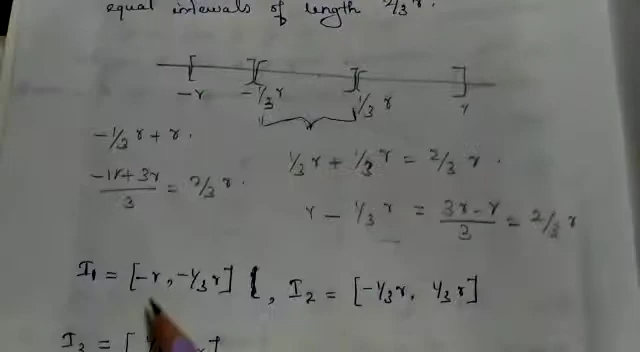 equal intervals of length 2/3 r.
-r -1/3 r 1/3 r r
-1/3 r + r.
1/3 r + 1/3 r = 2/3 r.
-1r+3r/3 = 2/3 r.
r - 1/3 r = 3r-r/3 = 2/3 r
I1 = [-r, -1/3 r] , I2 = [-1/3 r, 1/3 r]
I3 = [